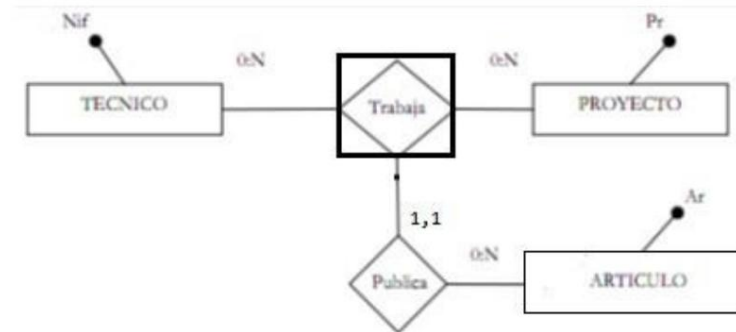 Nif
Pr
0:N
0:N
TECNICO
Trabaja
PROYECTO
1,1
Ar
0:N
Publica
ARTICULO